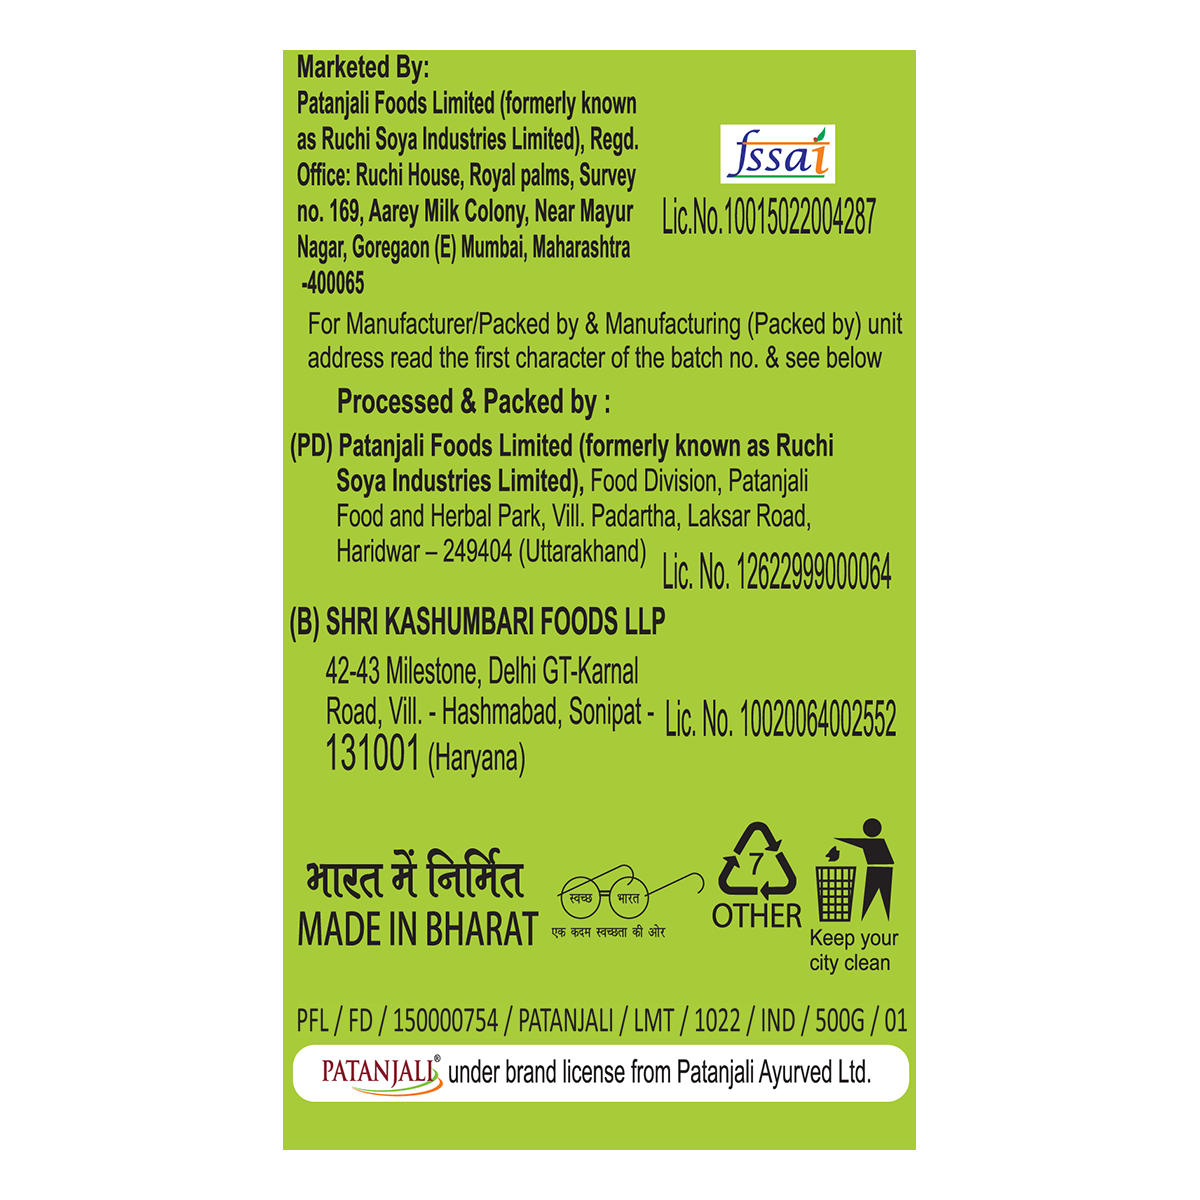 Marketed By:
Patanjali Foods Limited (formerly known
as Ruchi Soya Industries Limited), Regd.
Office: Ruchi House, Royal palms, Survey
no. 169, Aarey Milk Colony, Near Mayur
Nagar, Goregaon (E) Mumbai, Maharashtra
-400065
fssai
Lic.No.10015022004287
For Manufacturer/Packed by & Manufacturing (Packed by) unit
address read the first character of the batch no. & see below
Processed & Packed by :
(PD) Patanjali Foods Limited (formerly known as Ruchi
Soya Industries Limited), Food Division, Patanjali
Food and Herbal Park, Vill. Padartha, Laksar Road,
Haridwar – 249404 (Uttarakhand)
Lic. No. 12622999000064
(B) SHRI KASHUMBARI FOODS LLP
42-43 Milestone, Delhi GT-Karnal
Road, Vill. - Hashmabad, Sonipat -
131001 (Haryana)
Lic. No. 10020064002552
भारत में निर्मित
MADE IN BHARAT
स्वच्छ भारत
एक कदम स्वच्छता की ओर
7
OTHER
Keep your
city clean
PFL / FD / 150000754 / PATANJALI / LMT / 1022 / IND / 500G / 01
PATANJALI® under brand license from Patanjali Ayurved Ltd.